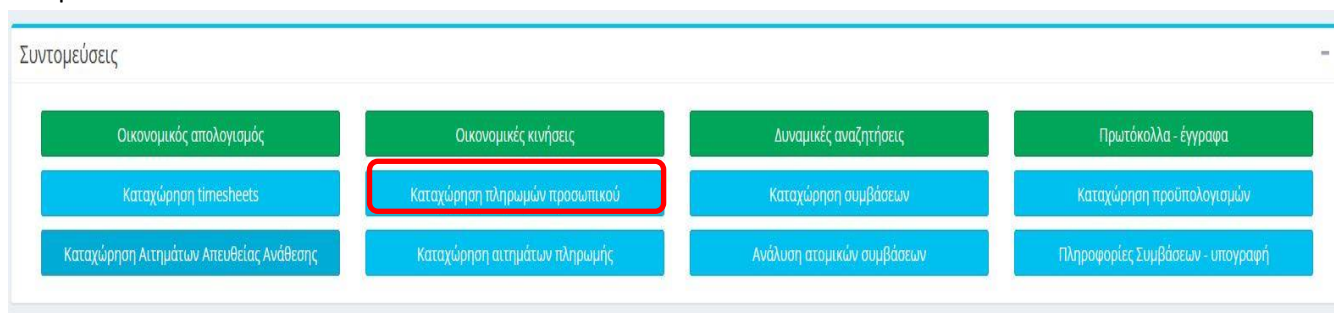 Συντομεύσεις
Οικονομικός απολογισμός
Οικονομικές κινήσεις
Δυναμικές αναζητήσεις
Πρωτόκολλα - έγγραφα
Καταχώρηση timesheets
Καταχώρηση πληρωμών προσωπικού
Καταχώρηση συμβάσεων
Καταχώρηση προϋπολογισμών
Καταχώρηση Αιτημάτων Απευθείας Ανάθεσης
Καταχώρηση αιτημάτων πληρωμής
Ανάλυση ατομικών συμβάσεων
Πληροφορίες Συμβάσεων - υπογραφή